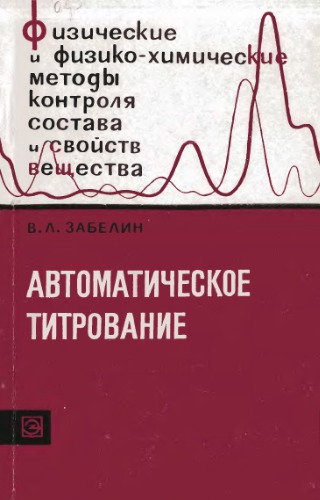 физические
и физико-химические
методы
контроля
состава
и свойств
вещества
В.Л. ЗАБЕЛИН
АВТОМАТИЧЕСКОЕ
ТИТРОВАНИЕ